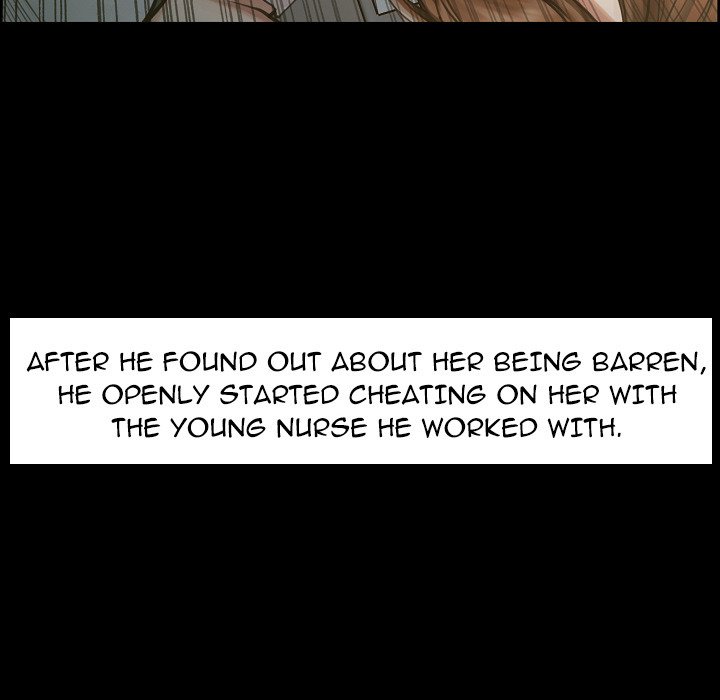 AFTER HE FOUND OUT ABOUT HER BEING BARREN,
HE OPENLY STARTED CHEATING ON HER WITH
THE YOUNG NURSE HE WORKED WITH.